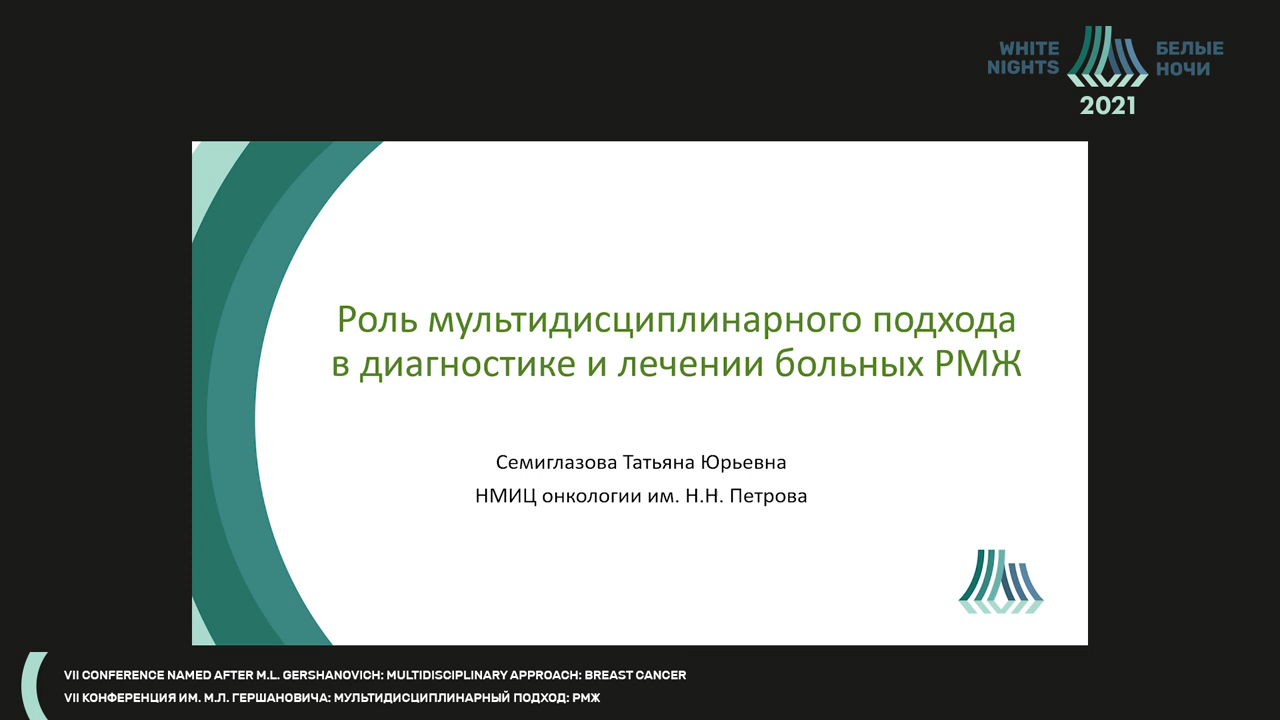 WHITE
NIGHTS
БЕЛЫЕ
НОЧИ
2021
Роль мультидисциплинарного подхода
в диагностике и лечении больных РМЖ
Семиглазова Татьяна Юрьевна
НМИЦ онкологии им. Н.Н. Петрова
VII CONFERENCE NAMED AFTER M.L. GERSHANOVICH: MULTIDISCIPLINARY APPROACH: BREAST CANCER
VII КОНФЕРЕНЦИЯ ИМ. М.Л. ГЕРШАНОВИЧА: МУЛЬТИДИСЦИПЛИНАРНЫЙ ПОДХОД: РМЖ